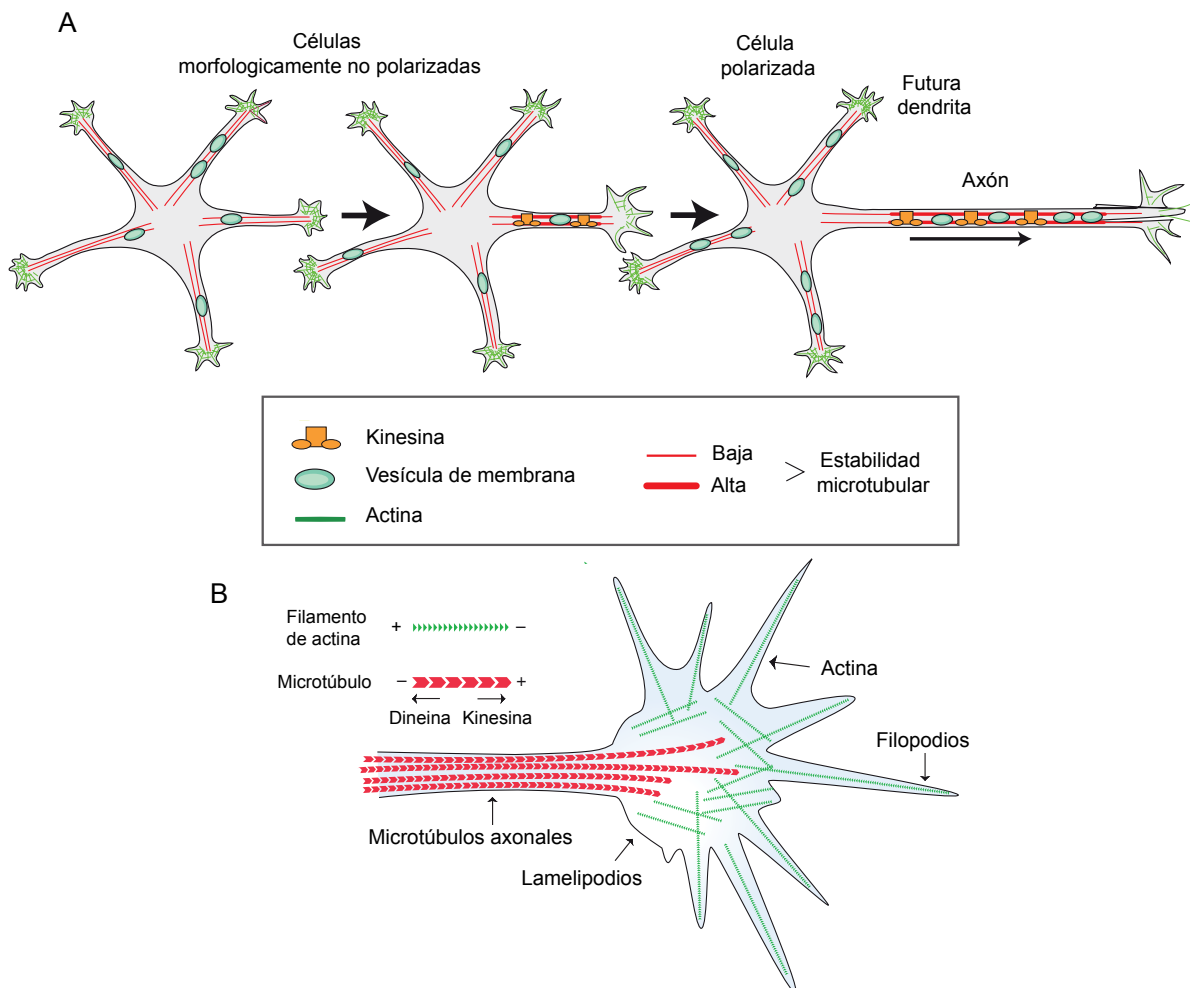 A
Células
morfologicamente no polarizadas
Célula
polarizada
Futura
dendrita
Axón
Kinesina
Vesícula de membrana
Actina
Baja
Alta
>
Estabilidad
microtubular
B
Filamento
de actina
+ −
Microtúbulo
− +
Dineina Kinesina
Actina
Filopodios
Microtúbulos axonales
Lamelipodios